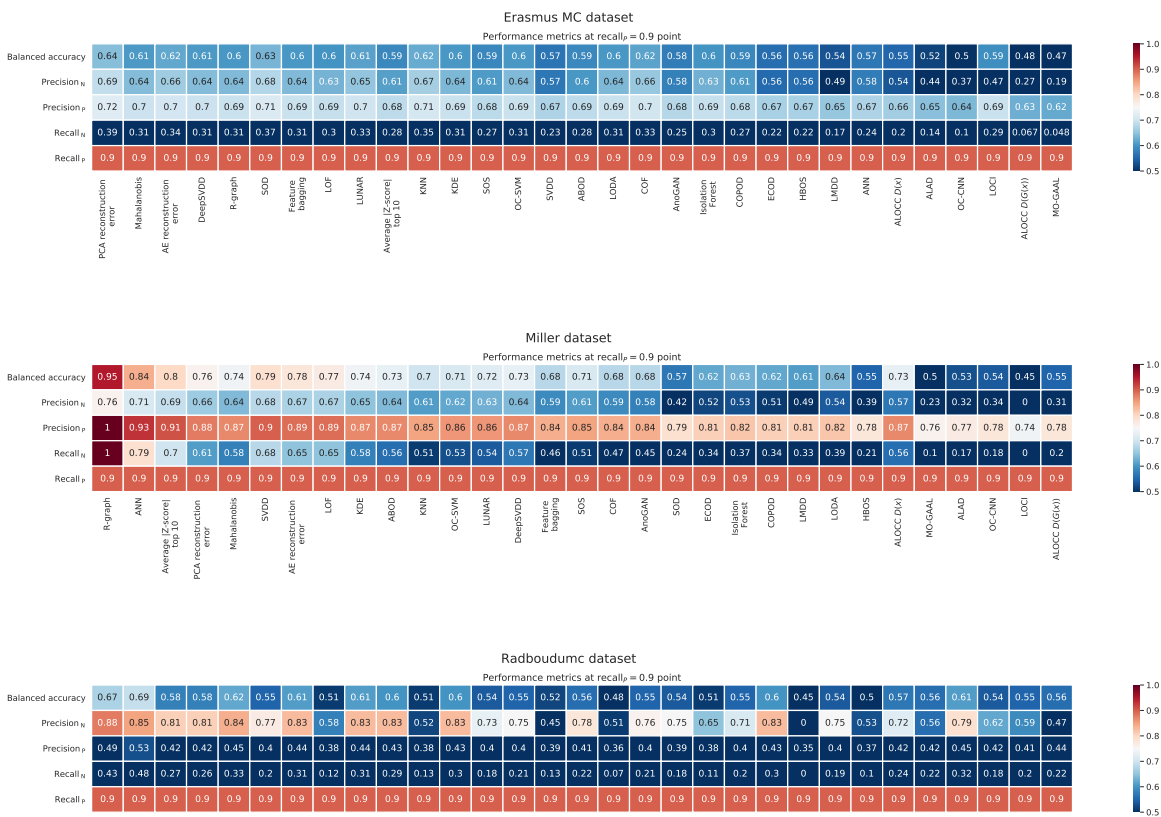 Erasmus MC dataset
Performance metrics at recallP = 0.9 point
Balanced accuracy 0.64 0.61 0.62 0.61 0.6 0.63 0.6 0.6 0.61 0.59 0.62 0.6 0.59 0.6 0.57 0.59 0.6 0.62 0.58 0.6 0.58 0.56 0.56 0.54 0.57 0.55 0.52 0.5 0.59 0.48 0.47
Precision N 0.69 0.64 0.66 0.64 0.64 0.68 0.64 0.63 0.65 0.61 0.67 0.64 0.61 0.64 0.57 0.6 0.64 0.66 0.58 0.63 0.61 0.56 0.56 0.49 0.58 0.54 0.44 0.37 0.47 0.27 0.19
Precision P 0.72 0.7 0.7 0.7 0.69 0.71 0.69 0.69 0.7 0.68 0.71 0.69 0.68 0.69 0.67 0.69 0.69 0.7 0.68 0.69 0.68 0.67 0.67 0.65 0.67 0.66 0.65 0.64 0.69 0.63 0.62
Recall N 0.39 0.31 0.34 0.31 0.31 0.37 0.31 0.3 0.33 0.28 0.35 0.31 0.27 0.31 0.23 0.28 0.31 0.33 0.25 0.3 0.27 0.22 0.22 0.17 0.24 0.2 0.14 0.1 0.29 0.067 0.048
Recall P 0.9 0.9 0.9 0.9 0.9 0.9 0.9 0.9 0.9 0.9 0.9 0.9 0.9 0.9 0.9 0.9 0.9 0.9 0.9 0.9 0.9 0.9 0.9 0.9 0.9 0.9 0.9 0.9 0.9 0.9 0.9
PCA reconstruction
error
Mahalanobis
AE reconstruction
error
DeepSVDD
R-graph
SOD
Feature
bagging
LOF
LUNAR
Average |Z-score|
top 10
KNN
KDE
SOS
OC-SVM
SVDD
ABOD
LODA
COF
AnoGAN
Isolation
Forest
COPOD
ECOD
HBOS
LMDD
ANN
ALOCC D(x)
ALAD
OC-CNN
LOCI
ALOCC D(G(x))
MO-GAAL
1.0
0.9
0.8
0.7
0.6
0.5
Miller dataset
Performance metrics at recallP = 0.9 point
Balanced accuracy 0.95 0.84 0.8 0.76 0.74 0.79 0.78 0.77 0.74 0.73 0.7 0.71 0.72 0.73 0.68 0.71 0.68 0.68 0.57 0.62 0.63 0.62 0.61 0.64 0.55 0.73 0.5 0.53 0.54 0.45 0.55
Precision N 0.76 0.71 0.69 0.66 0.64 0.68 0.67 0.67 0.65 0.64 0.61 0.62 0.63 0.64 0.59 0.61 0.59 0.58 0.42 0.52 0.53 0.51 0.49 0.54 0.39 0.57 0.23 0.32 0.34 0 0.31
Precision P 1 0.93 0.91 0.88 0.87 0.9 0.89 0.89 0.87 0.87 0.85 0.86 0.86 0.87 0.84 0.85 0.84 0.84 0.79 0.81 0.82 0.81 0.81 0.82 0.78 0.87 0.76 0.77 0.78 0.74 0.78
Recall N 1 0.79 0.7 0.61 0.58 0.68 0.65 0.65 0.58 0.56 0.51 0.53 0.54 0.57 0.46 0.51 0.47 0.45 0.24 0.34 0.37 0.34 0.33 0.39 0.21 0.56 0.1 0.17 0.18 0 0.2
Recall P 0.9 0.9 0.9 0.9 0.9 0.9 0.9 0.9 0.9 0.9 0.9 0.9 0.9 0.9 0.9 0.9 0.9 0.9 0.9 0.9 0.9 0.9 0.9 0.9 0.9 0.9 0.9 0.9 0.9 0.9 0.9
R-graph
ANN
Average |Z-score|
top 10
PCA reconstruction
error
Mahalanobis
SVDD
AE reconstruction
error
LOF
KDE
ABOD
KNN
OC-SVM
LUNAR
DeepSVDD
Feature
bagging
SOS
COF
AnoGAN
SOD
ECOD
Isolation
Forest
COPOD
LMDD
LODA
HBOS
ALOCC D(x)
MO-GAAL
ALAD
OC-CNN
LOCI
ALOCC D(G(x))
1.0
0.9
0.8
0.7
0.6
0.5
Radboudumc dataset
Performance metrics at recallP = 0.9 point
Balanced accuracy 0.67 0.69 0.58 0.58 0.62 0.55 0.61 0.51 0.61 0.6 0.51 0.6 0.54 0.55 0.52 0.56 0.48 0.55 0.54 0.51 0.55 0.6 0.45 0.54 0.5 0.57 0.56 0.61 0.54 0.55 0.56
Precision N 0.88 0.85 0.81 0.81 0.84 0.77 0.83 0.58 0.83 0.83 0.52 0.83 0.73 0.75 0.45 0.78 0.51 0.76 0.75 0.65 0.71 0.83 0 0.75 0.53 0.72 0.56 0.79 0.62 0.59 0.47
Precision P 0.49 0.53 0.42 0.42 0.45 0.4 0.44 0.38 0.44 0.43 0.38 0.43 0.4 0.4 0.39 0.41 0.36 0.4 0.39 0.38 0.4 0.43 0.35 0.4 0.37 0.42 0.42 0.45 0.4 0.41 0.44
Recall N 0.43 0.48 0.27 0.26 0.33 0.2 0.31 0.12 0.31 0.29 0.13 0.3 0.18 0.21 0.13 0.22 0.07 0.21 0.18 0.11 0.2 0.3 0 0.19 0.1 0.24 0.22 0.32 0.18 0.2 0.22
Recall P 0.9 0.9 0.9 0.9 0.9 0.9 0.9 0.9 0.9 0.9 0.9 0.9 0.9 0.9 0.9 0.9 0.9 0.9 0.9 0.9 0.9 0.9 0.9 0.9 0.9 0.9 0.9 0.9 0.9 0.9 0.9
1.0
0.9
0.8
0.7
0.6
0.5